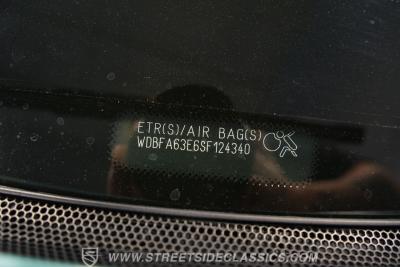 ETR(S)/AIR BAG(S)
WDBFA63E6SF124340
WWW.STREETSIDECLASSICS.COM